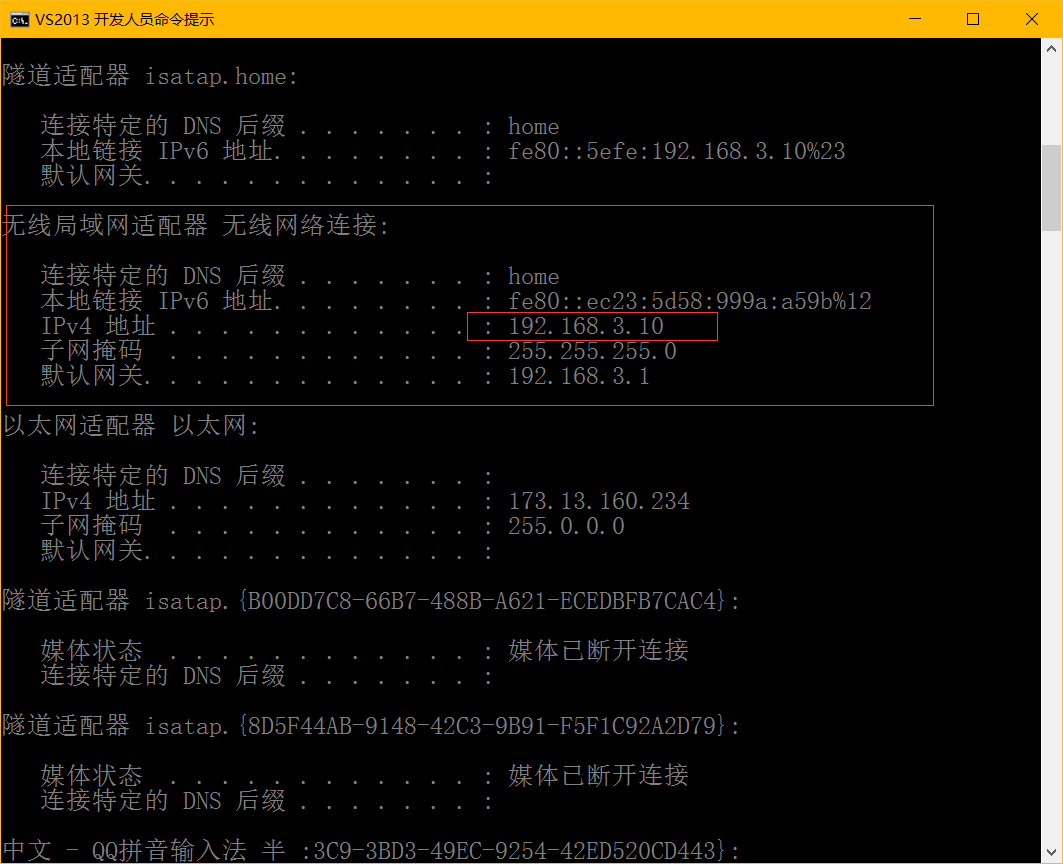 VS2013 开发人员命令提示
隧道适配器 isatap.home:
连接特定的 DNS 后缀 . . . . . . . : home
本地链接 IPv6 地址. . . . . . . . : fe80::5efe:192.168.3.10%23
默认网关. . . . . . . . . . . . . :
无线局域网适配器 无线网络连接:
连接特定的 DNS 后缀 . . . . . . . : home
本地链接 IPv6 地址. . . . . . . . : fe80::ec23:5d58:999a:a59b%12
IPv4 地址 . . . . . . . . . . . . : 192.168.3.10
子网掩码  . . . . . . . . . . . . : 255.255.255.0
默认网关. . . . . . . . . . . . . : 192.168.3.1
以太网适配器 以太网:
连接特定的 DNS 后缀 . . . . . . . :
IPv4 地址 . . . . . . . . . . . . : 173.13.160.234
子网掩码  . . . . . . . . . . . . : 255.0.0.0
默认网关. . . . . . . . . . . . . :
隧道适配器 isatap.{B00DD7C8-66B7-488B-A621-ECEDBFB7CAC4}:
媒体状态  . . . . . . . . . . . . : 媒体已断开连接
连接特定的 DNS 后缀 . . . . . . . :
隧道适配器 isatap.{8D5F44AB-9148-42C3-9B91-F5F1C92A2D79}:
媒体状态  . . . . . . . . . . . . : 媒体已断开连接
连接特定的 DNS 后缀 . . . . . . . :
中文 - QQ拼音输入法 半 :3C9-3BD3-49EC-9254-42ED520CD443}: